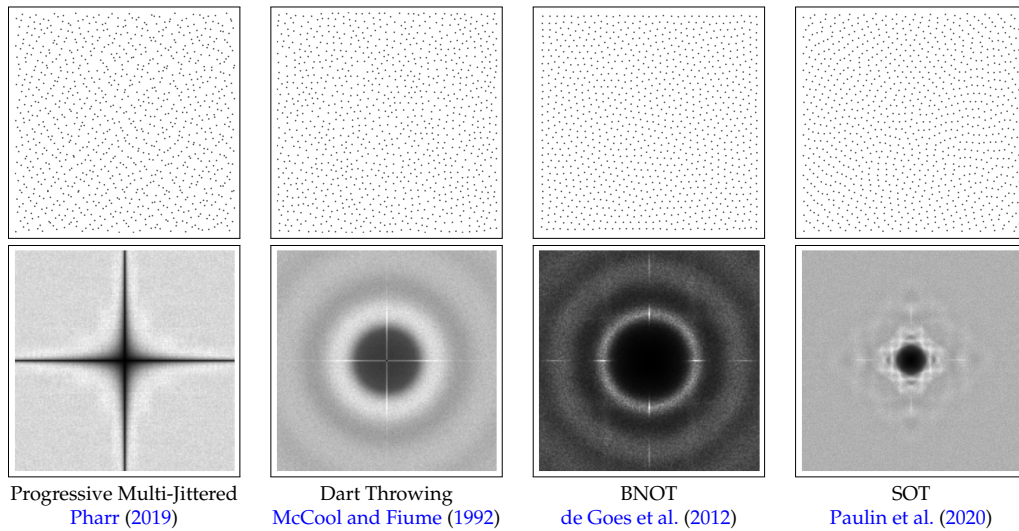 Progressive Multi-Jittered
Pharr (2019)
Dart Throwing
McCool and Fiume (1992)
BNOT
de Goes et al. (2012)
SOT
Paulin et al. (2020)